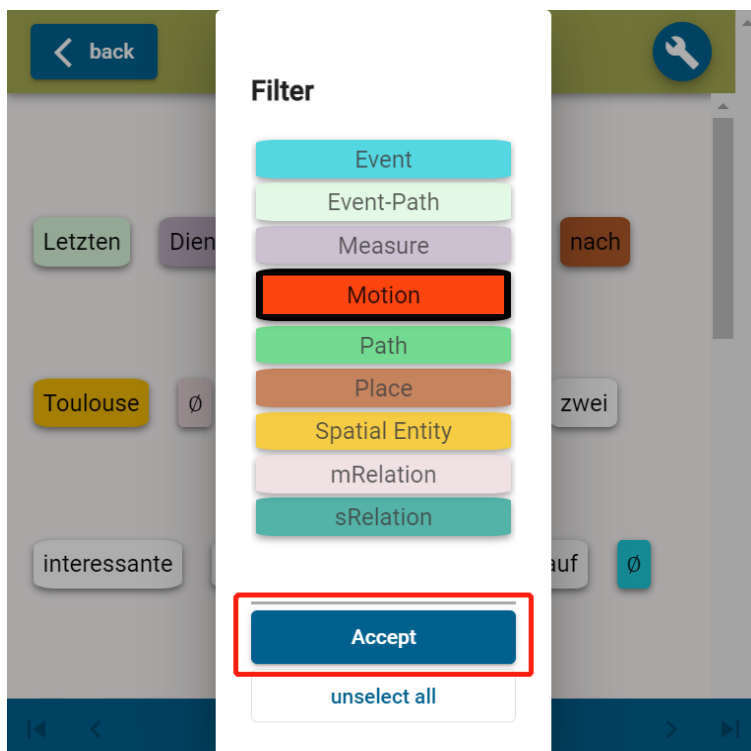 back
Filter
Event
Event-Path
Measure
Motion
Path
Place
Spatial Entity
mRelation
sRelation
Accept
unselect all
Letzten Dien nach
Toulouse Ø zwei
interessante auf Ø